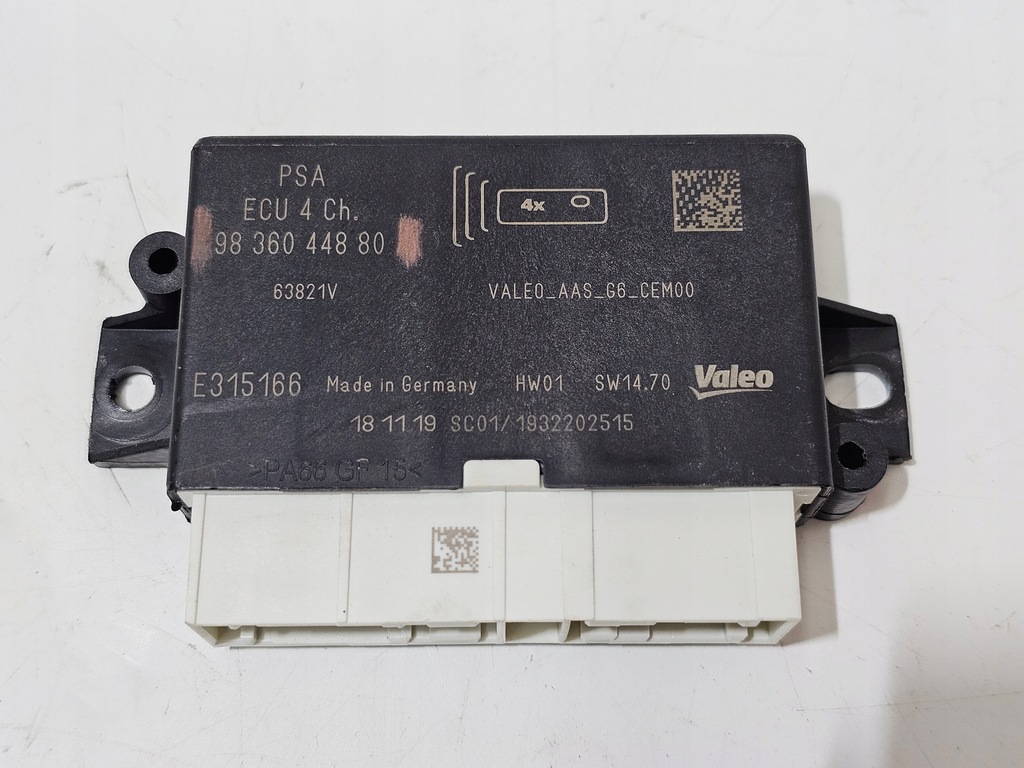 PSA
ECU 4 Ch.
98 360 448 80
4x
63821V
VALEO_AAS_G6_CEM00
E315166 Made in Germany HW01 SW14.70 Valeo
18 11 19 SC01/1932202515
>PA66 GF 15<